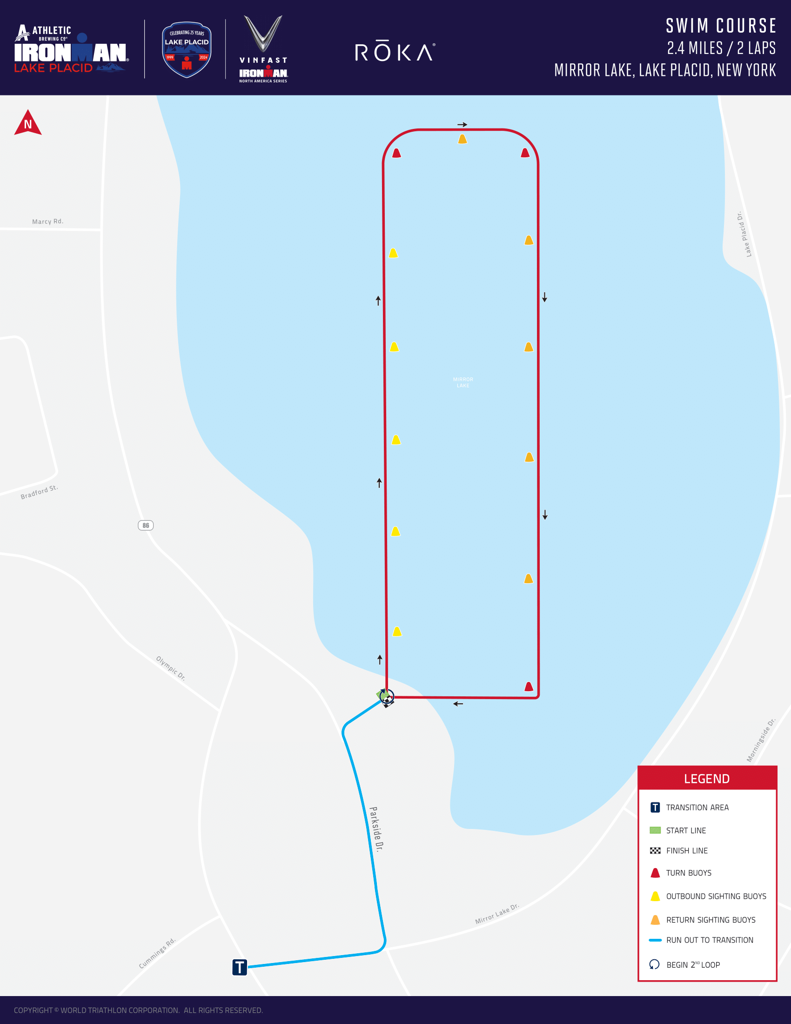 ATHLETIC
BREWING CO
IRONMAN
LAKE PLACID
CELEBRATING 25 YEARS
LAKE PLACID
VINFAST
IRONMAN
NORTH AMERICA SERIES
RŌKA®
SWIM COURSE
2.4 MILES / 2 LAPS
MIRROR LAKE, LAKE PLACID, NEW YORK
N
Marcy Rd.
Lake Placid Dr.
MIRROR
LAKE
Bradford St.
86
Olympic Dr.
Morningside Dr.
Parkside Dr.
Mirror Lake Dr.
Cummings Rd.
T
LEGEND
T TRANSITION AREA
START LINE
FINISH LINE
TURN BUOYS
OUTBOUND SIGHTING BUOYS
RETURN SIGHTING BUOYS
RUN OUT TO TRANSITION
BEGIN 2ND LOOP
COPYRIGHT © WORLD TRIATHLON CORPORATION. ALL RIGHTS RESERVED.